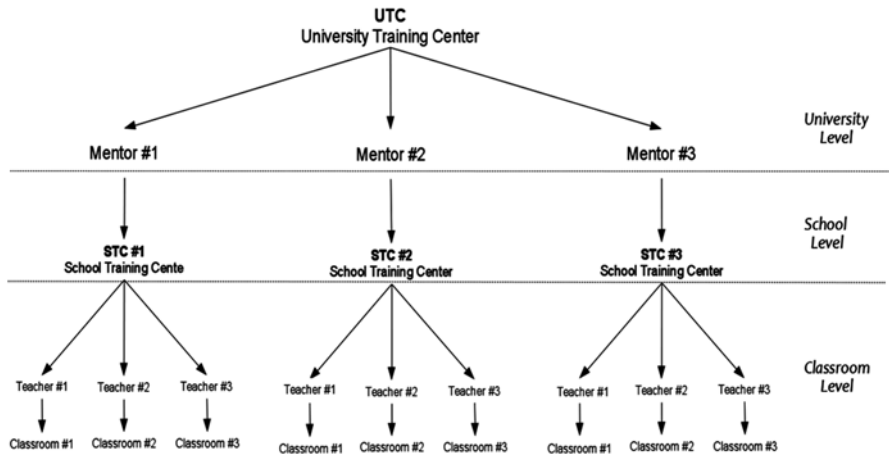 UTC
University Training Center
University
Level
Mentor #1
Mentor #2
Mentor #3
School
Level
STC #1
School Training Cente
STC #2
School Training Center
STC #3
School Training Center
Classroom
Level
Teacher #1
Teacher #2
Teacher #3
Teacher #1
Teacher #2
Teacher #3
Teacher #1
Teacher #2
Teacher #3
Classroom #1
Classroom #2
Classroom #3
Classroom #1
Classroom #2
Classroom #3
Classroom #1
Classroom #2
Classroom #3